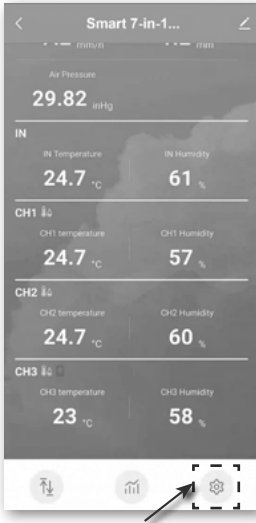 Smart 7-in-1...
mm/h mm
Air Pressure
29.82 inHg
IN
IN Temperature IN Humidity
24.7 °C 61 %
CH1
CH1 temperature CH1 Humidity
24.7 °C 57 %
CH2
CH2 temperature CH2 Humidity
24.7 °C 60 %
CH3
CH3 temperature CH3 Humidity
23 °C 58 %